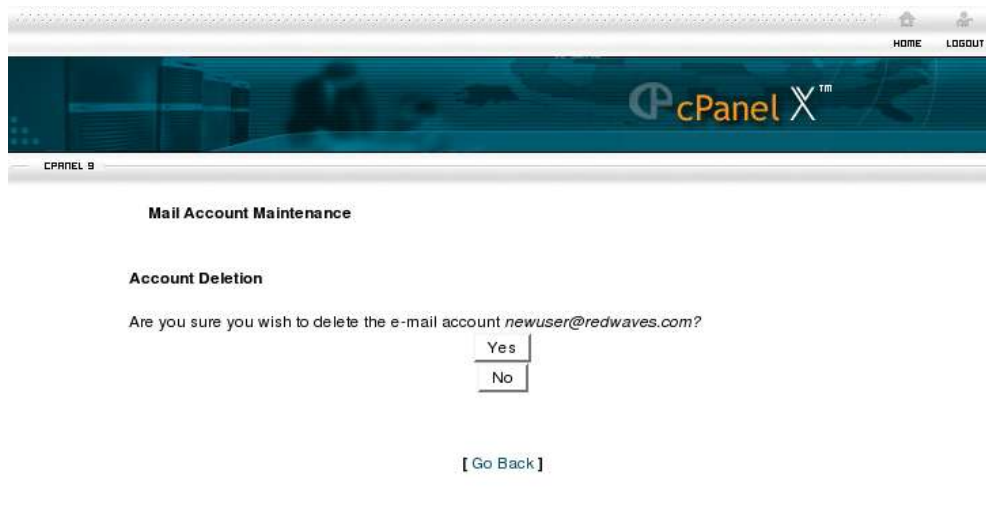 HOME LOGOUT
cPanel X™
CPANEL 9
Mail Account Maintenance
Account Deletion
Are you sure you wish to delete the e-mail account newuser@redwaves.com?
Yes
No
[ Go Back ]